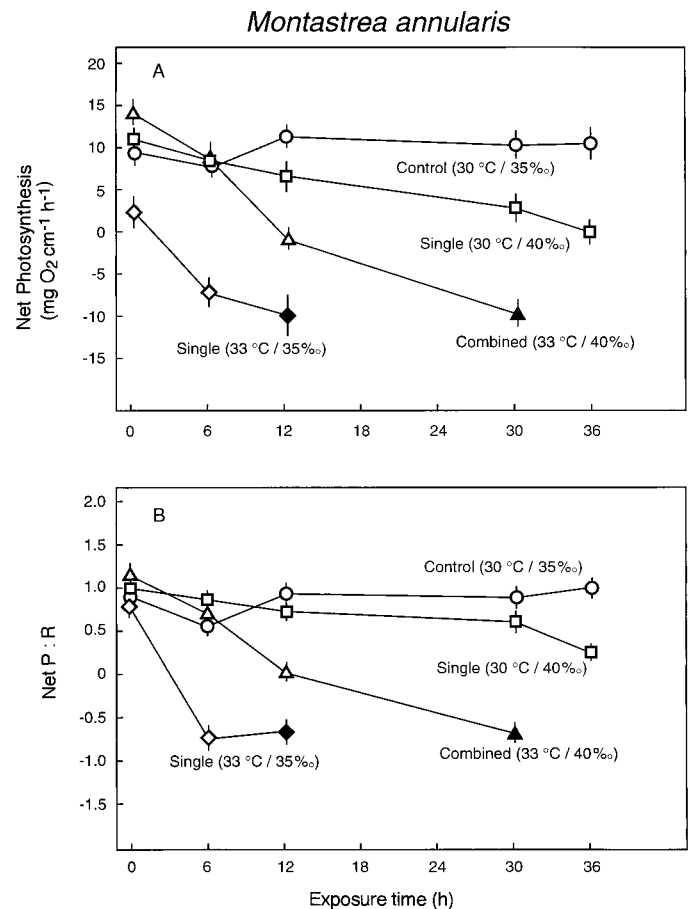 Montastrea annularis
A
20
15
10
5
0
-5
-10
-15
Net Photosynthesis
(mg O2 cm-1 h-1)
Control (30 °C / 35‰)
Single (30 °C / 40‰)
Single (33 °C / 35‰)
Combined (33 °C / 40‰)
0 6 12 18 24 30 36
B
2.0
1.5
1.0
0.5
0
-0.5
-1.0
-1.5
Net P : R
Control (30 °C / 35‰)
Single (30 °C / 40‰)
Single (33 °C / 35‰)
Combined (33 °C / 40‰)
0 6 12 18 24 30 36
Exposure time (h)